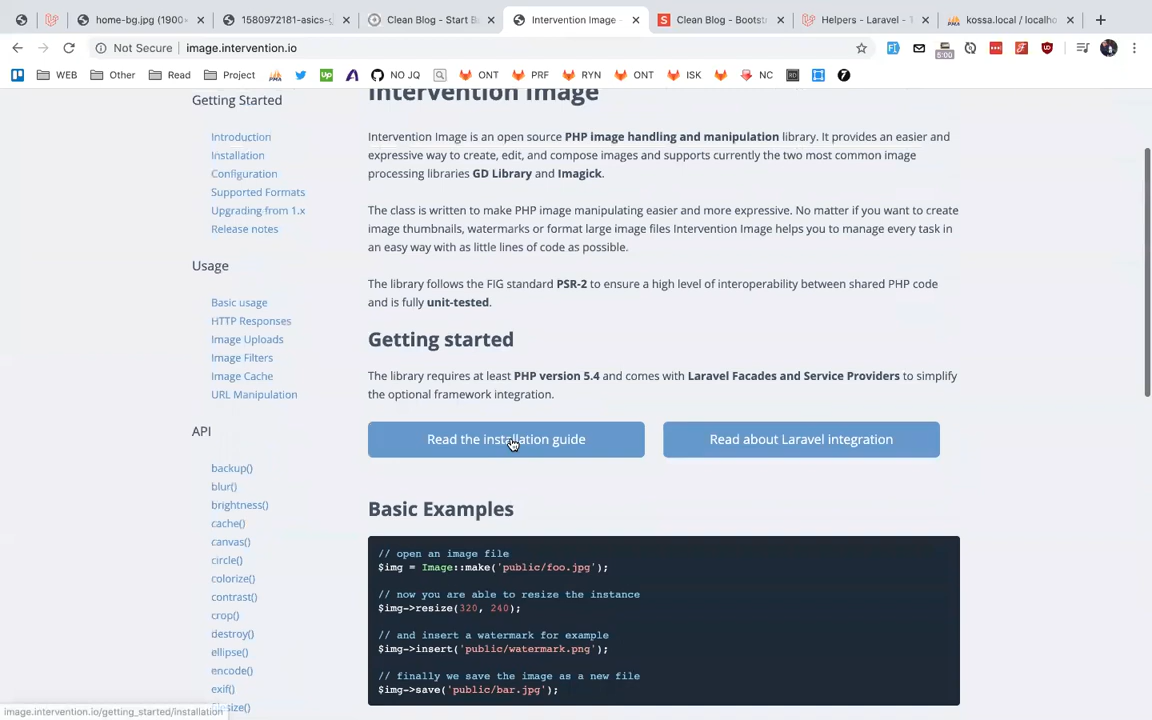 home-bg.jpg (1900×
1580972181-asics-g
Clean Blog - Start B
Intervention Image -
Clean Blog - Bootst
Helpers - Laravel - T
kossa.local / localho
Not Secure | image.intervention.io
5:00
WEB Other Read Project PMA Up NO JQ ONT PRF RYN ONT ISK NC
Getting Started
Introduction
Installation
Configuration
Supported Formats
Upgrading from 1.x
Release notes
Usage
Basic usage
HTTP Responses
Image Uploads
Image Filters
Image Cache
URL Manipulation
API
backup()
blur()
brightness()
cache()
canvas()
circle()
colorize()
contrast()
crop()
destroy()
ellipse()
encode()
exif()
image.intervention.io/getting_started/installation
Intervention Image
Intervention Image is an open source PHP image handling and manipulation library. It provides an easier and
expressive way to create, edit, and compose images and supports currently the two most common image
processing libraries GD Library and Imagick.
The class is written to make PHP image manipulating easier and more expressive. No matter if you want to create
image thumbnails, watermarks or format large image files Intervention Image helps you to manage every task in
an easy way with as little lines of code as possible.
The library follows the FIG standard PSR-2 to ensure a high level of interoperability between shared PHP code
and is fully unit-tested.
Getting started
The library requires at least PHP version 5.4 and comes with Laravel Facades and Service Providers to simplify
the optional framework integration.
Read the installation guide
Read about Laravel integration
Basic Examples
// open an image file
$img = Image::make('public/foo.jpg');
// now you are able to resize the instance
$img->resize(320, 240);
// and insert a watermark for example
$img->insert('public/watermark.png');
// finally we save the image as a new file
$img->save('public/bar.jpg');